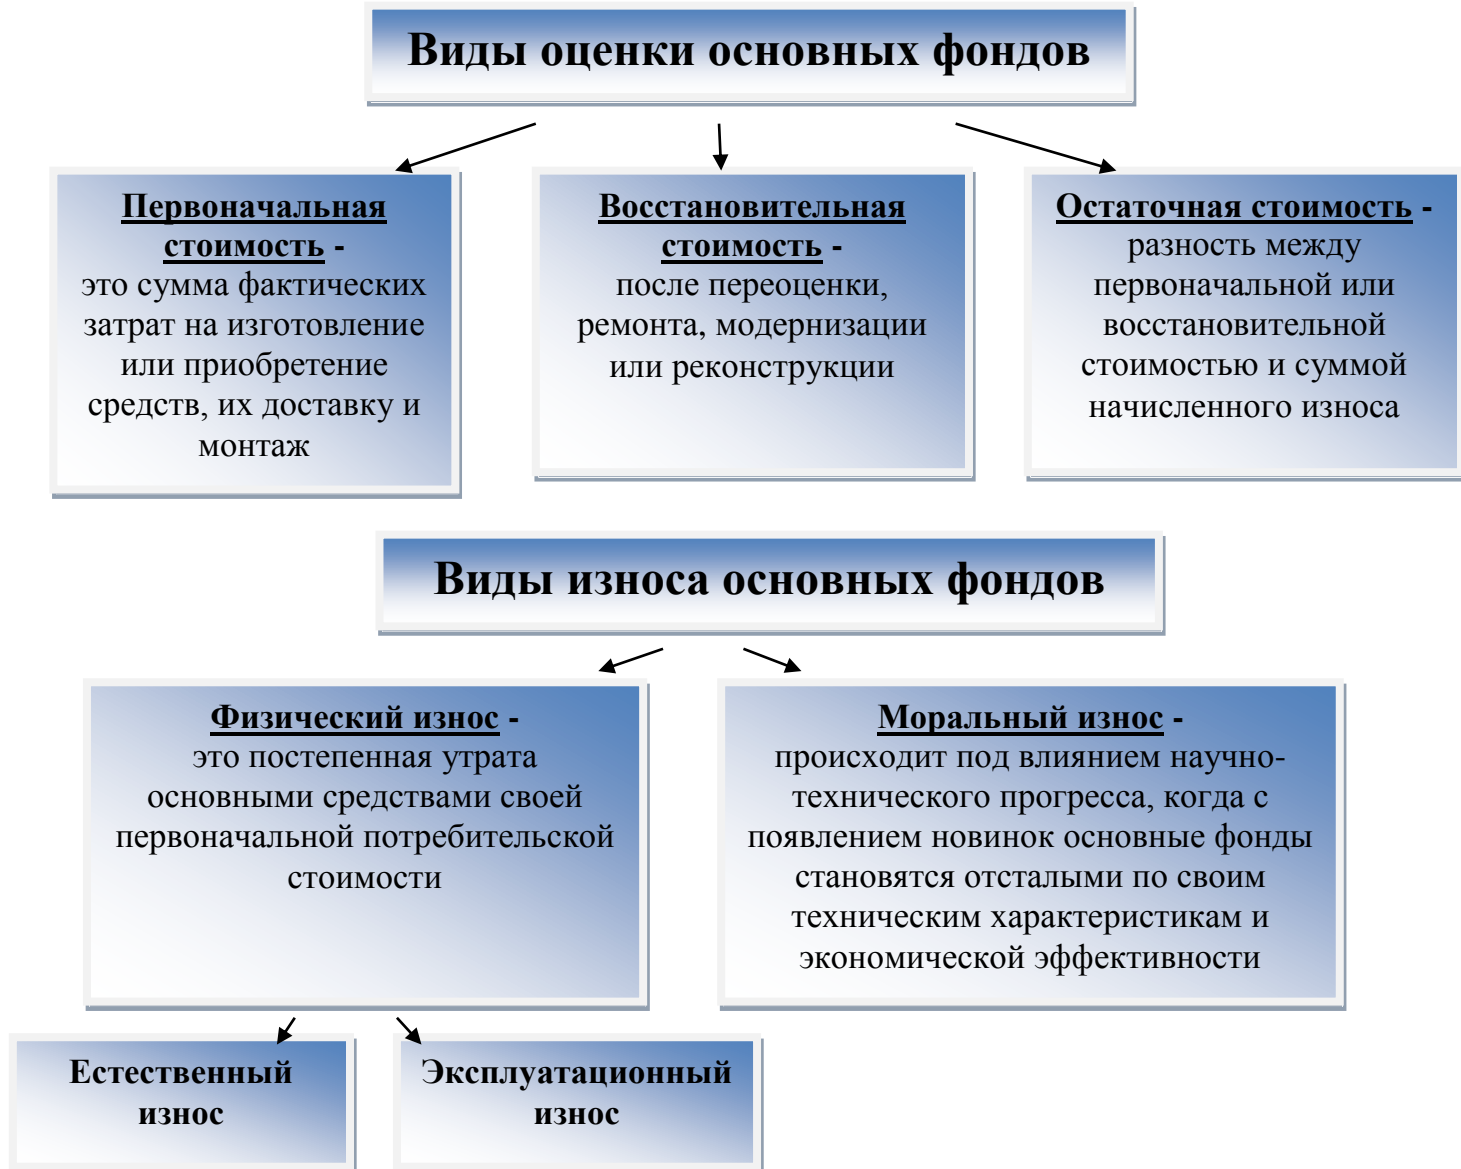 Виды оценки основных фондов
Первоначальная
стоимость -
это сумма фактических
затрат на изготовление
или приобретение
средств, их доставку и
монтаж
Восстановительная
стоимость -
после переоценки,
ремонта, модернизации
или реконструкции
Остаточная стоимость -
разность между
первоначальной или
восстановительной
стоимостью и суммой
начисленного износа
Виды износа основных фондов
Физический износ -
это постепенная утрата
основными средствами своей
первоначальной потребительской
стоимости
Моральный износ -
происходит под влиянием научно-
технического прогресса, когда с
появлением новинок основные фонды
становятся отсталыми по своим
техническим характеристикам и
экономической эффективности
Естественный
износ
Эксплуатационный
износ